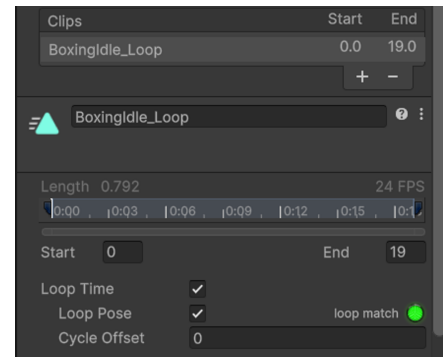 Clips Start End
BoxingIdle_Loop 0.0 19.0
+ −
BoxingIdle_Loop
Length 0.792 24 FPS
0:00 0:03 0:06 0:09 0:12 0:15
Start 0 End 19
Loop Time
Loop Pose loop match
Cycle Offset 0